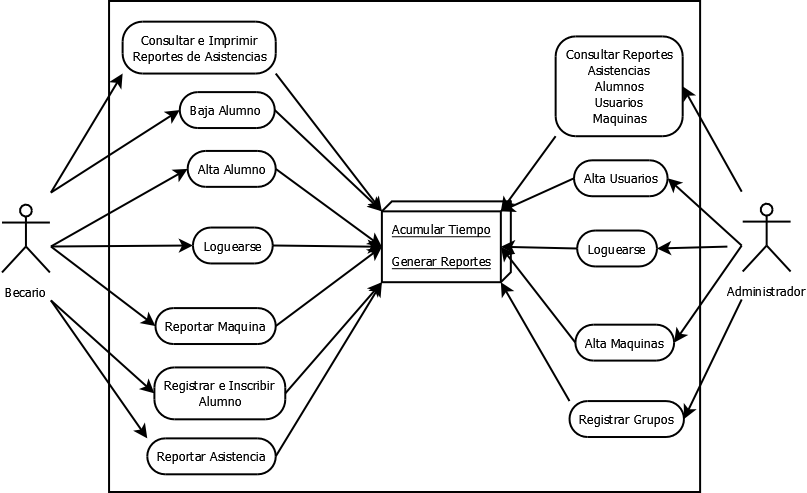 Consultar e Imprimir
Reportes de Asistencias
Baja Alumno
Alta Alumno
Loguearse
Becario
Reportar Maquina
Registrar e Inscribir
Alumno
Reportar Asistencia
Acumular Tiempo
Generar Reportes
Consultar Reportes
Asistencias
Alumnos
Usuarios
Maquinas
Alta Usuarios
Loguearse
Administrador
Alta Maquinas
Registrar Grupos